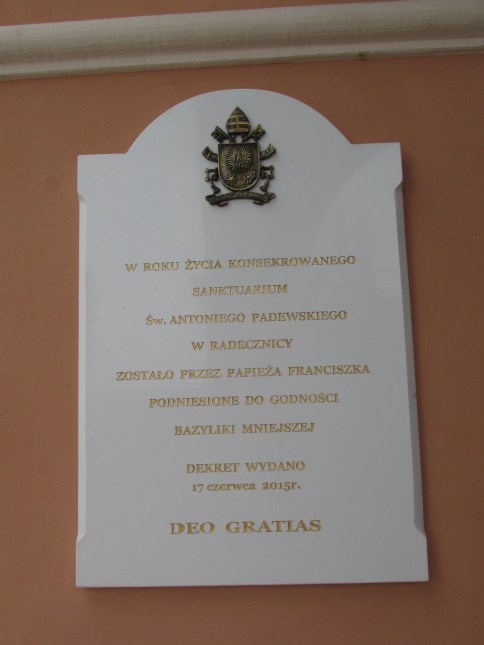 W ROKU ŻYCIA KONSEKROWANEGO
SANKTUARIUM
Św. ANTONIEGO PADEWSKIEGO
W RADECZNICY
ZOSTAŁO PRZEZ PAPIEŻA FRANCISZKA
PODNIESIONE DO GODNOŚCI
BAZYLIKI MNIEJSZEJ
DEKRET WYDANO
17 czerwca 2015r.
DEO GRATIAS